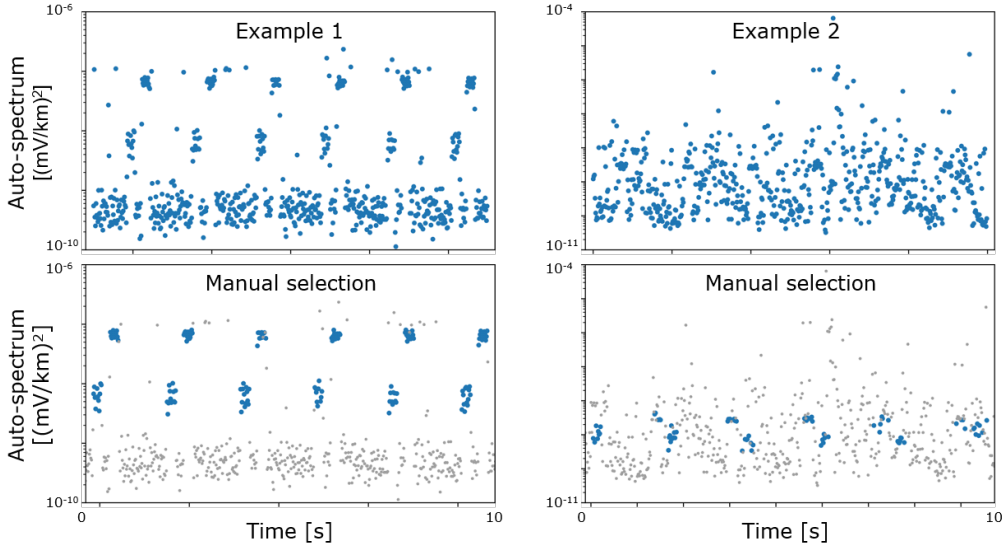 10⁻⁶
Example 1
Auto-spectrum
[(mV/km)²]
10⁻¹⁰
10⁻⁴
Example 2
10⁻¹¹
10⁻⁶
Manual selection
Auto-spectrum
[(mV/km)²]
10⁻¹⁰
0
Time [s]
10
10⁻⁴
Manual selection
10⁻¹¹
0
Time [s]
10